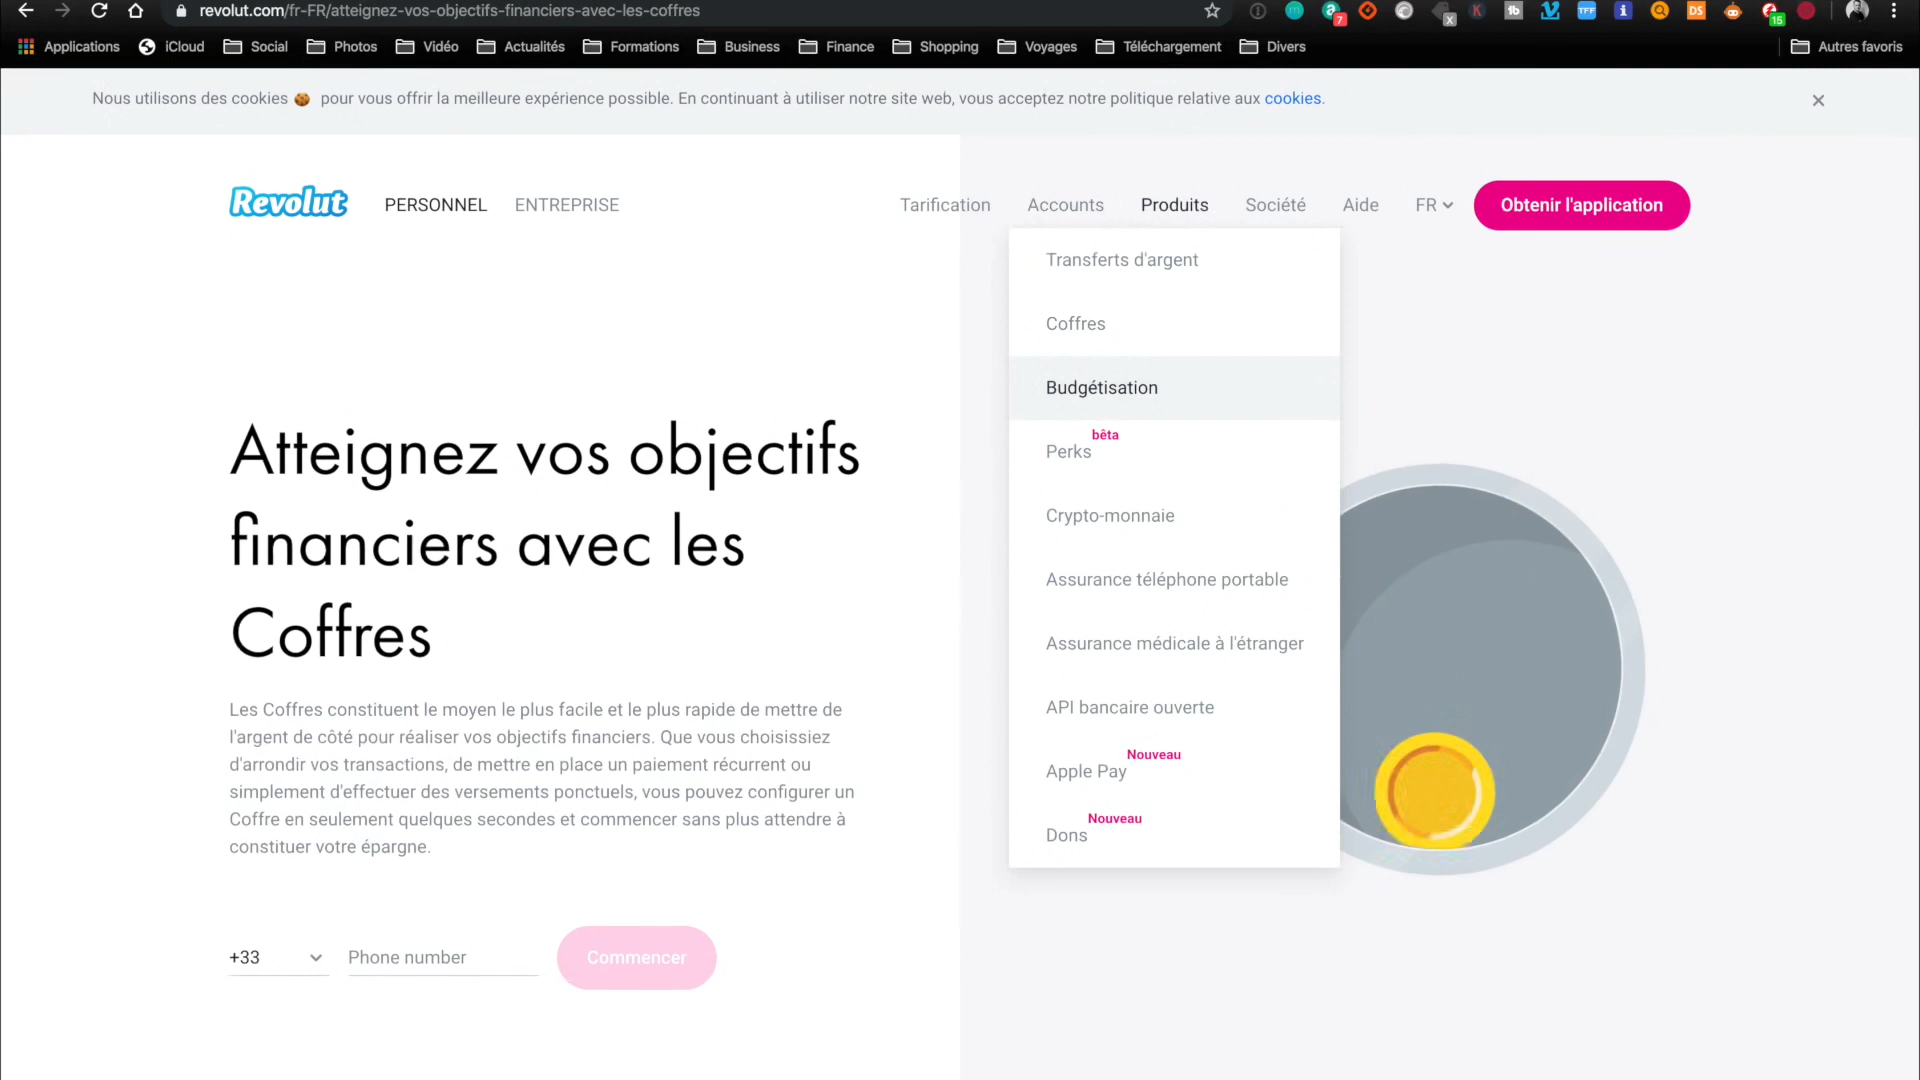 revolut.com/fr-FR/atteignez-vos-objectifs-financiers-avec-les-coffres
7 x K tb TFF i DS 15
Applications iCloud Social Photos Vidéo Actualités Formations Business Finance Shopping Voyages Téléchargement Divers Autres favoris
Nous utilisons des cookies 🍪 pour vous offrir la meilleure expérience possible. En continuant à utiliser notre site web, vous acceptez notre politique relative aux cookies.
Revolut PERSONNEL ENTREPRISE Tarification Accounts Produits Société Aide FR Obtenir l'application
Transferts d'argent
Coffres
Budgétisation
Perks bêta
Crypto-monnaie
Assurance téléphone portable
Assurance médicale à l'étranger
API bancaire ouverte
Apple Pay Nouveau
Dons Nouveau
Atteignez vos objectifs
financiers avec les
Coffres
Les Coffres constituent le moyen le plus facile et le plus rapide de mettre de
l'argent de côté pour réaliser vos objectifs financiers. Que vous choisissiez
d'arrondir vos transactions, de mettre en place un paiement récurrent ou
simplement d'effectuer des versements ponctuels, vous pouvez configurer un
Coffre en seulement quelques secondes et commencer sans plus attendre à
constituer votre épargne.
+33 Phone number Commencer